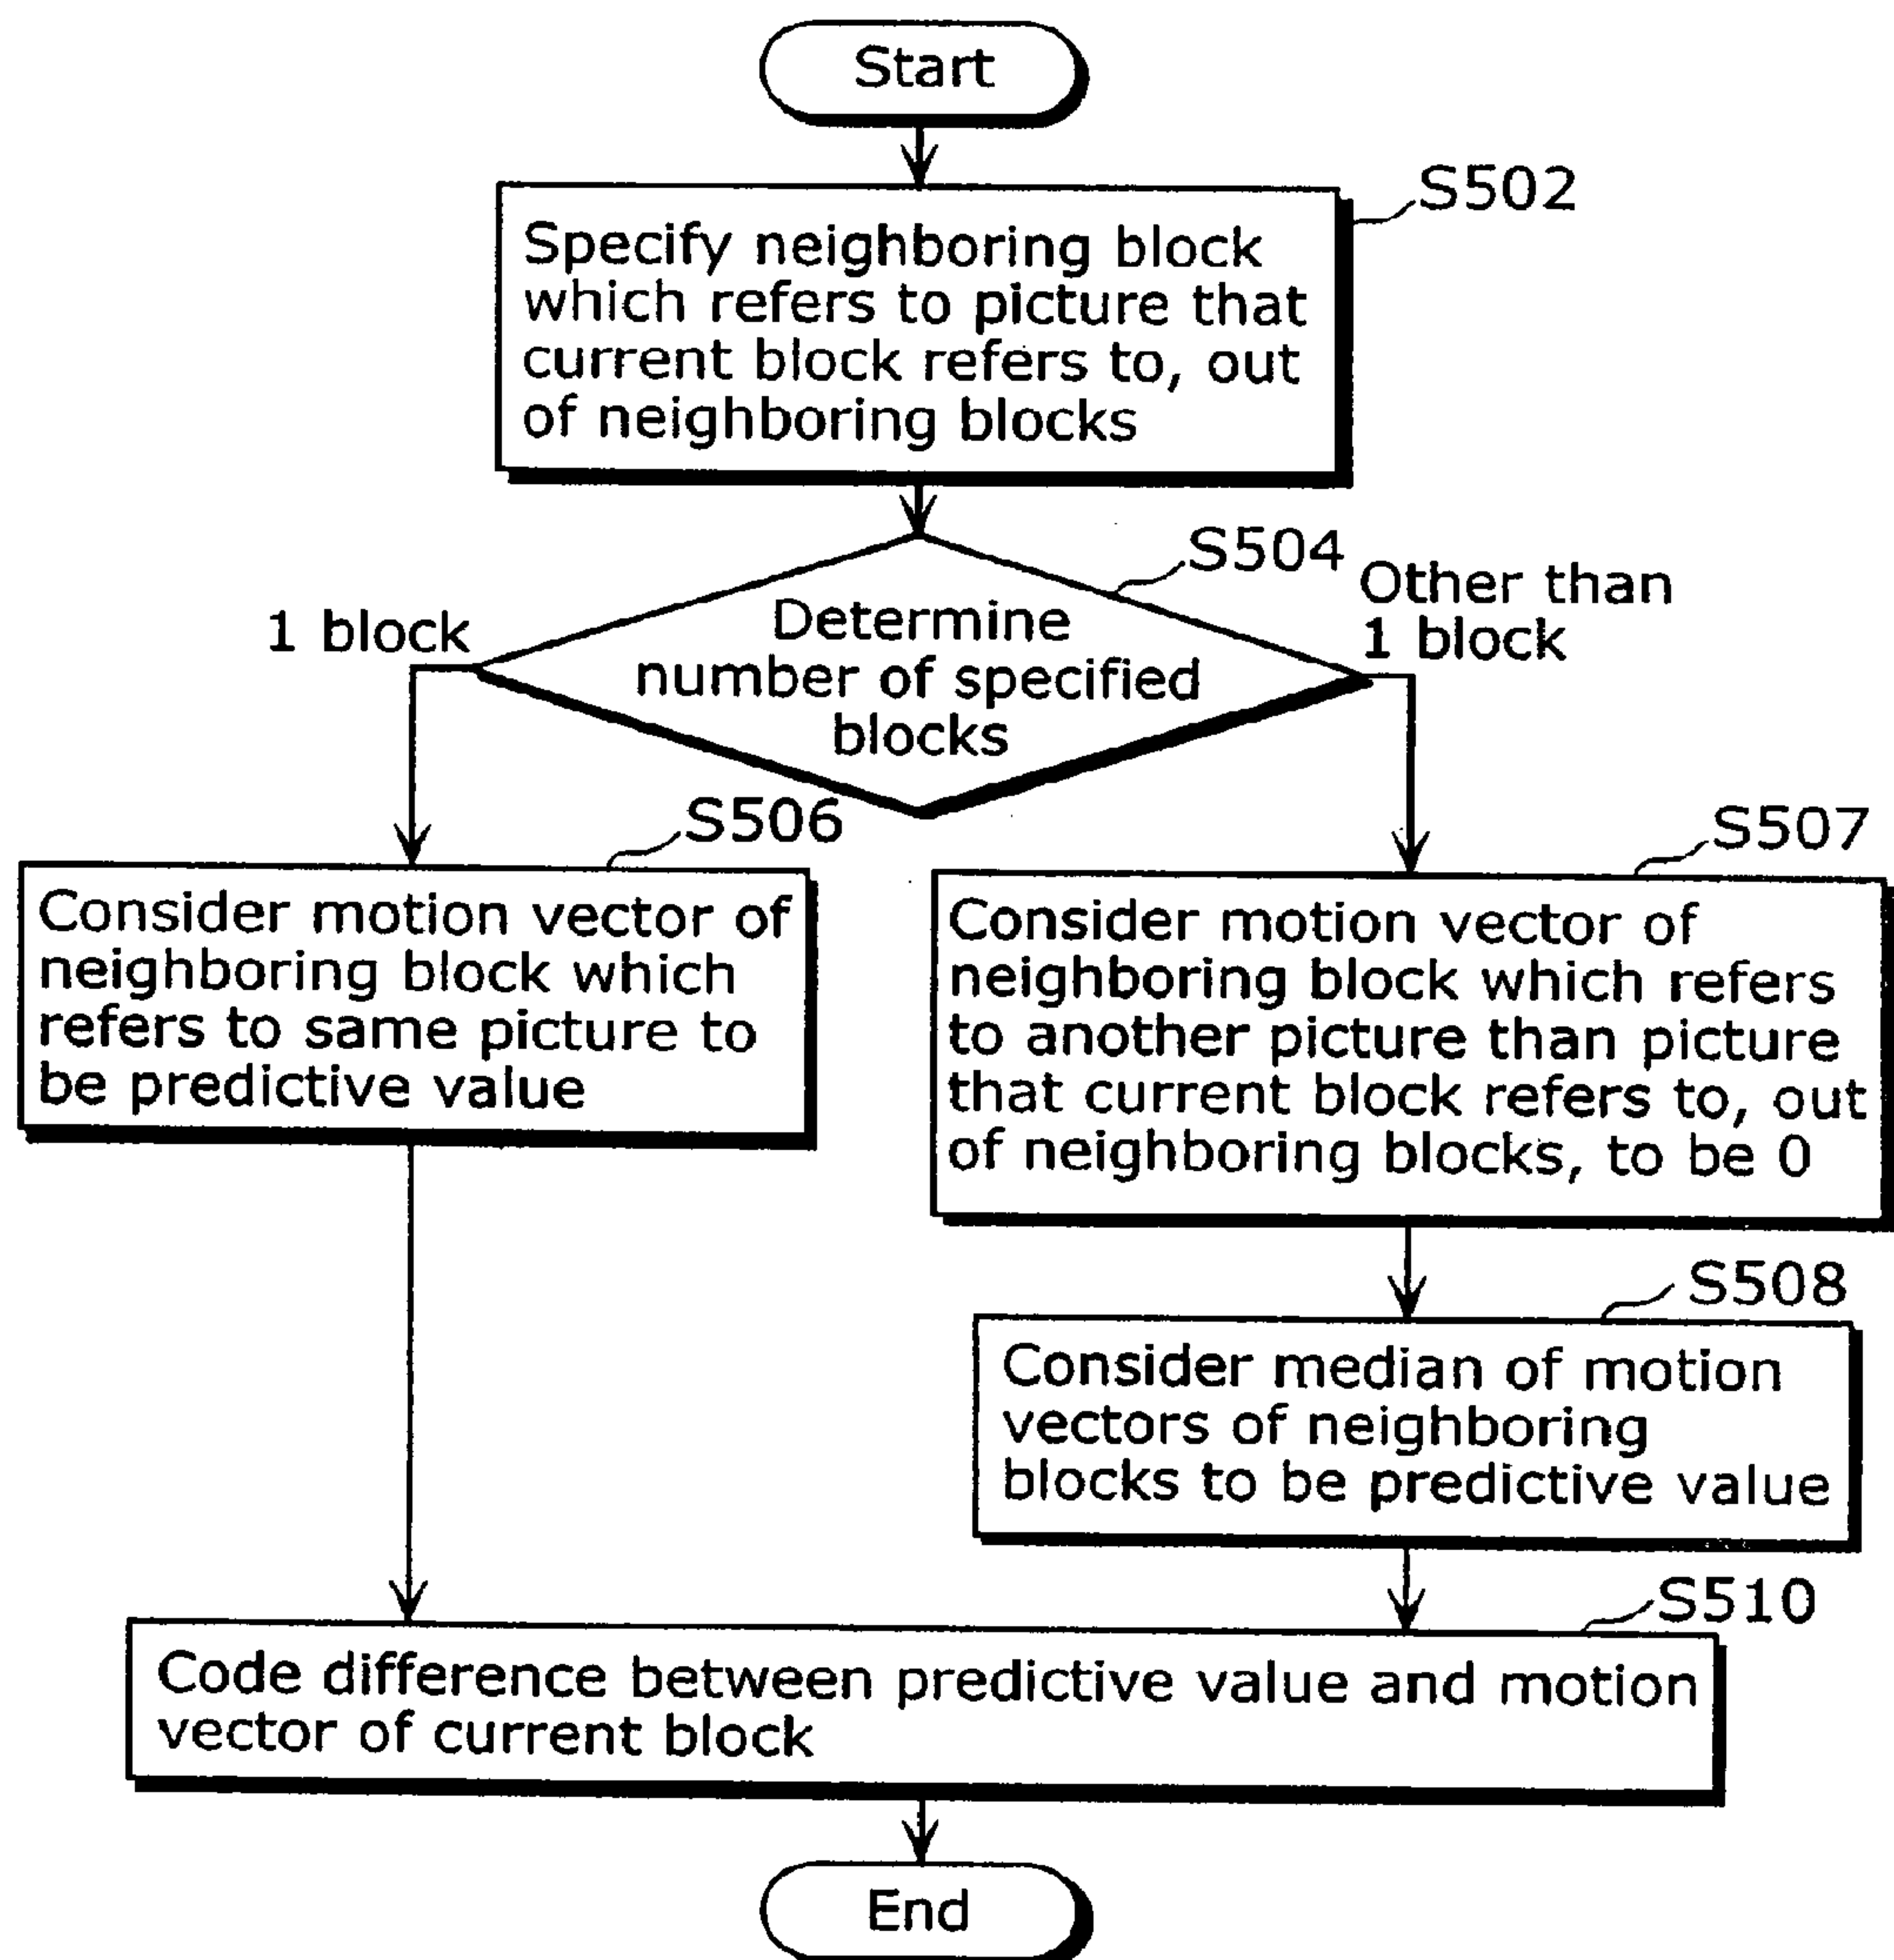 Start
S502
Specify neighboring block
which refers to picture that
current block refers to, out
of neighboring blocks
S504
1 block
Other than
1 block
Determine
number of specified
blocks
S506
Consider motion vector of
neighboring block which
refers to same picture to
be predictive value
S507
Consider motion vector of
neighboring block which refers
to another picture than picture
that current block refers to, out
of neighboring blocks, to be 0
S508
Consider median of motion
vectors of neighboring
blocks to be predictive value
S510
Code difference between predictive value and motion
vector of current block
End